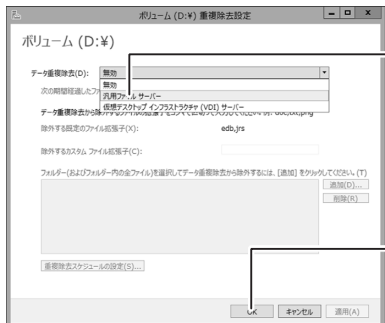 ボリューム (D:¥) 重複除去設定
ボリューム (D:¥)
データ重複除去(D): 無効
無効
汎用ファイル サーバー
仮想デスクトップ インフラストラクチャ (VDI) サーバー
次の期間経過したファ
データ重複除去から除
除外する既定のファイル拡張子(X): edb,jrs
除外するカスタム ファイル拡張子(C):
フォルダー(およびフォルダー内の全ファイル)を選択してデータ重複除去から除外するには、[追加] をクリックしてください。(T)
追加(D)...
削除(R)
重複除去スケジュールの設定(S)...
OK キャンセル 適用(A)